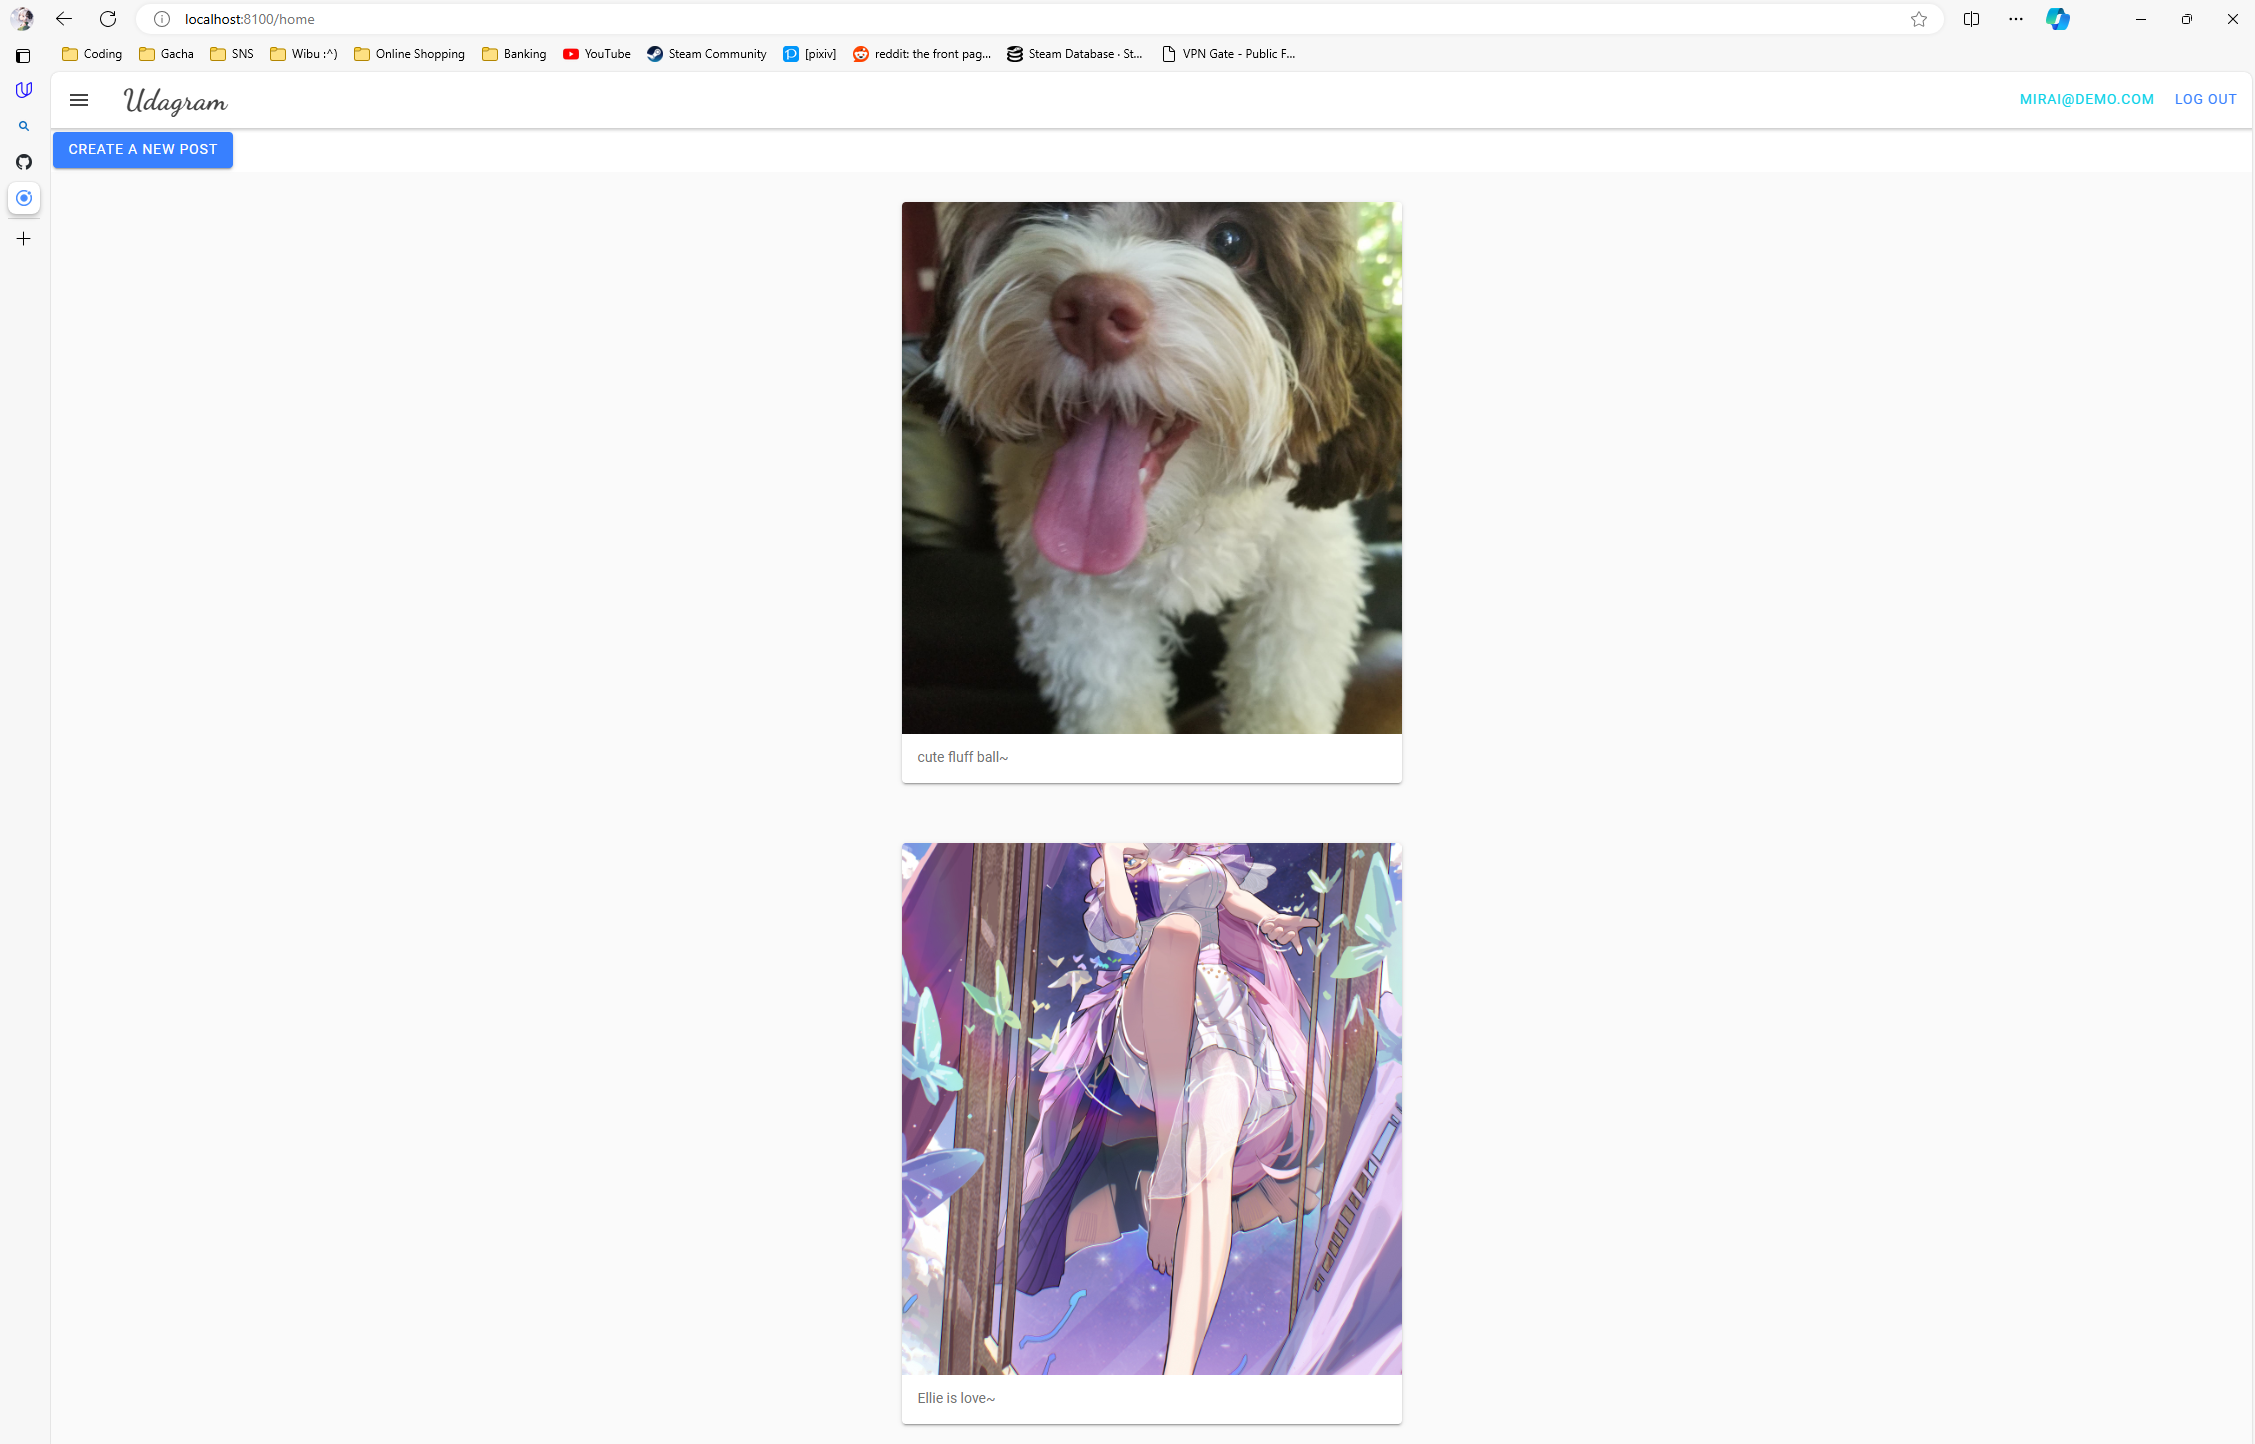 localhost:8100/home
Coding Gacha SNS Wibu :^) Online Shopping Banking YouTube Steam Community [pixiv] reddit: the front pag... Steam Database · St... VPN Gate - Public F...
Udagram MIRAI@DEMO.COM LOG OUT
CREATE A NEW POST
cute fluff ball~
Ellie is love~